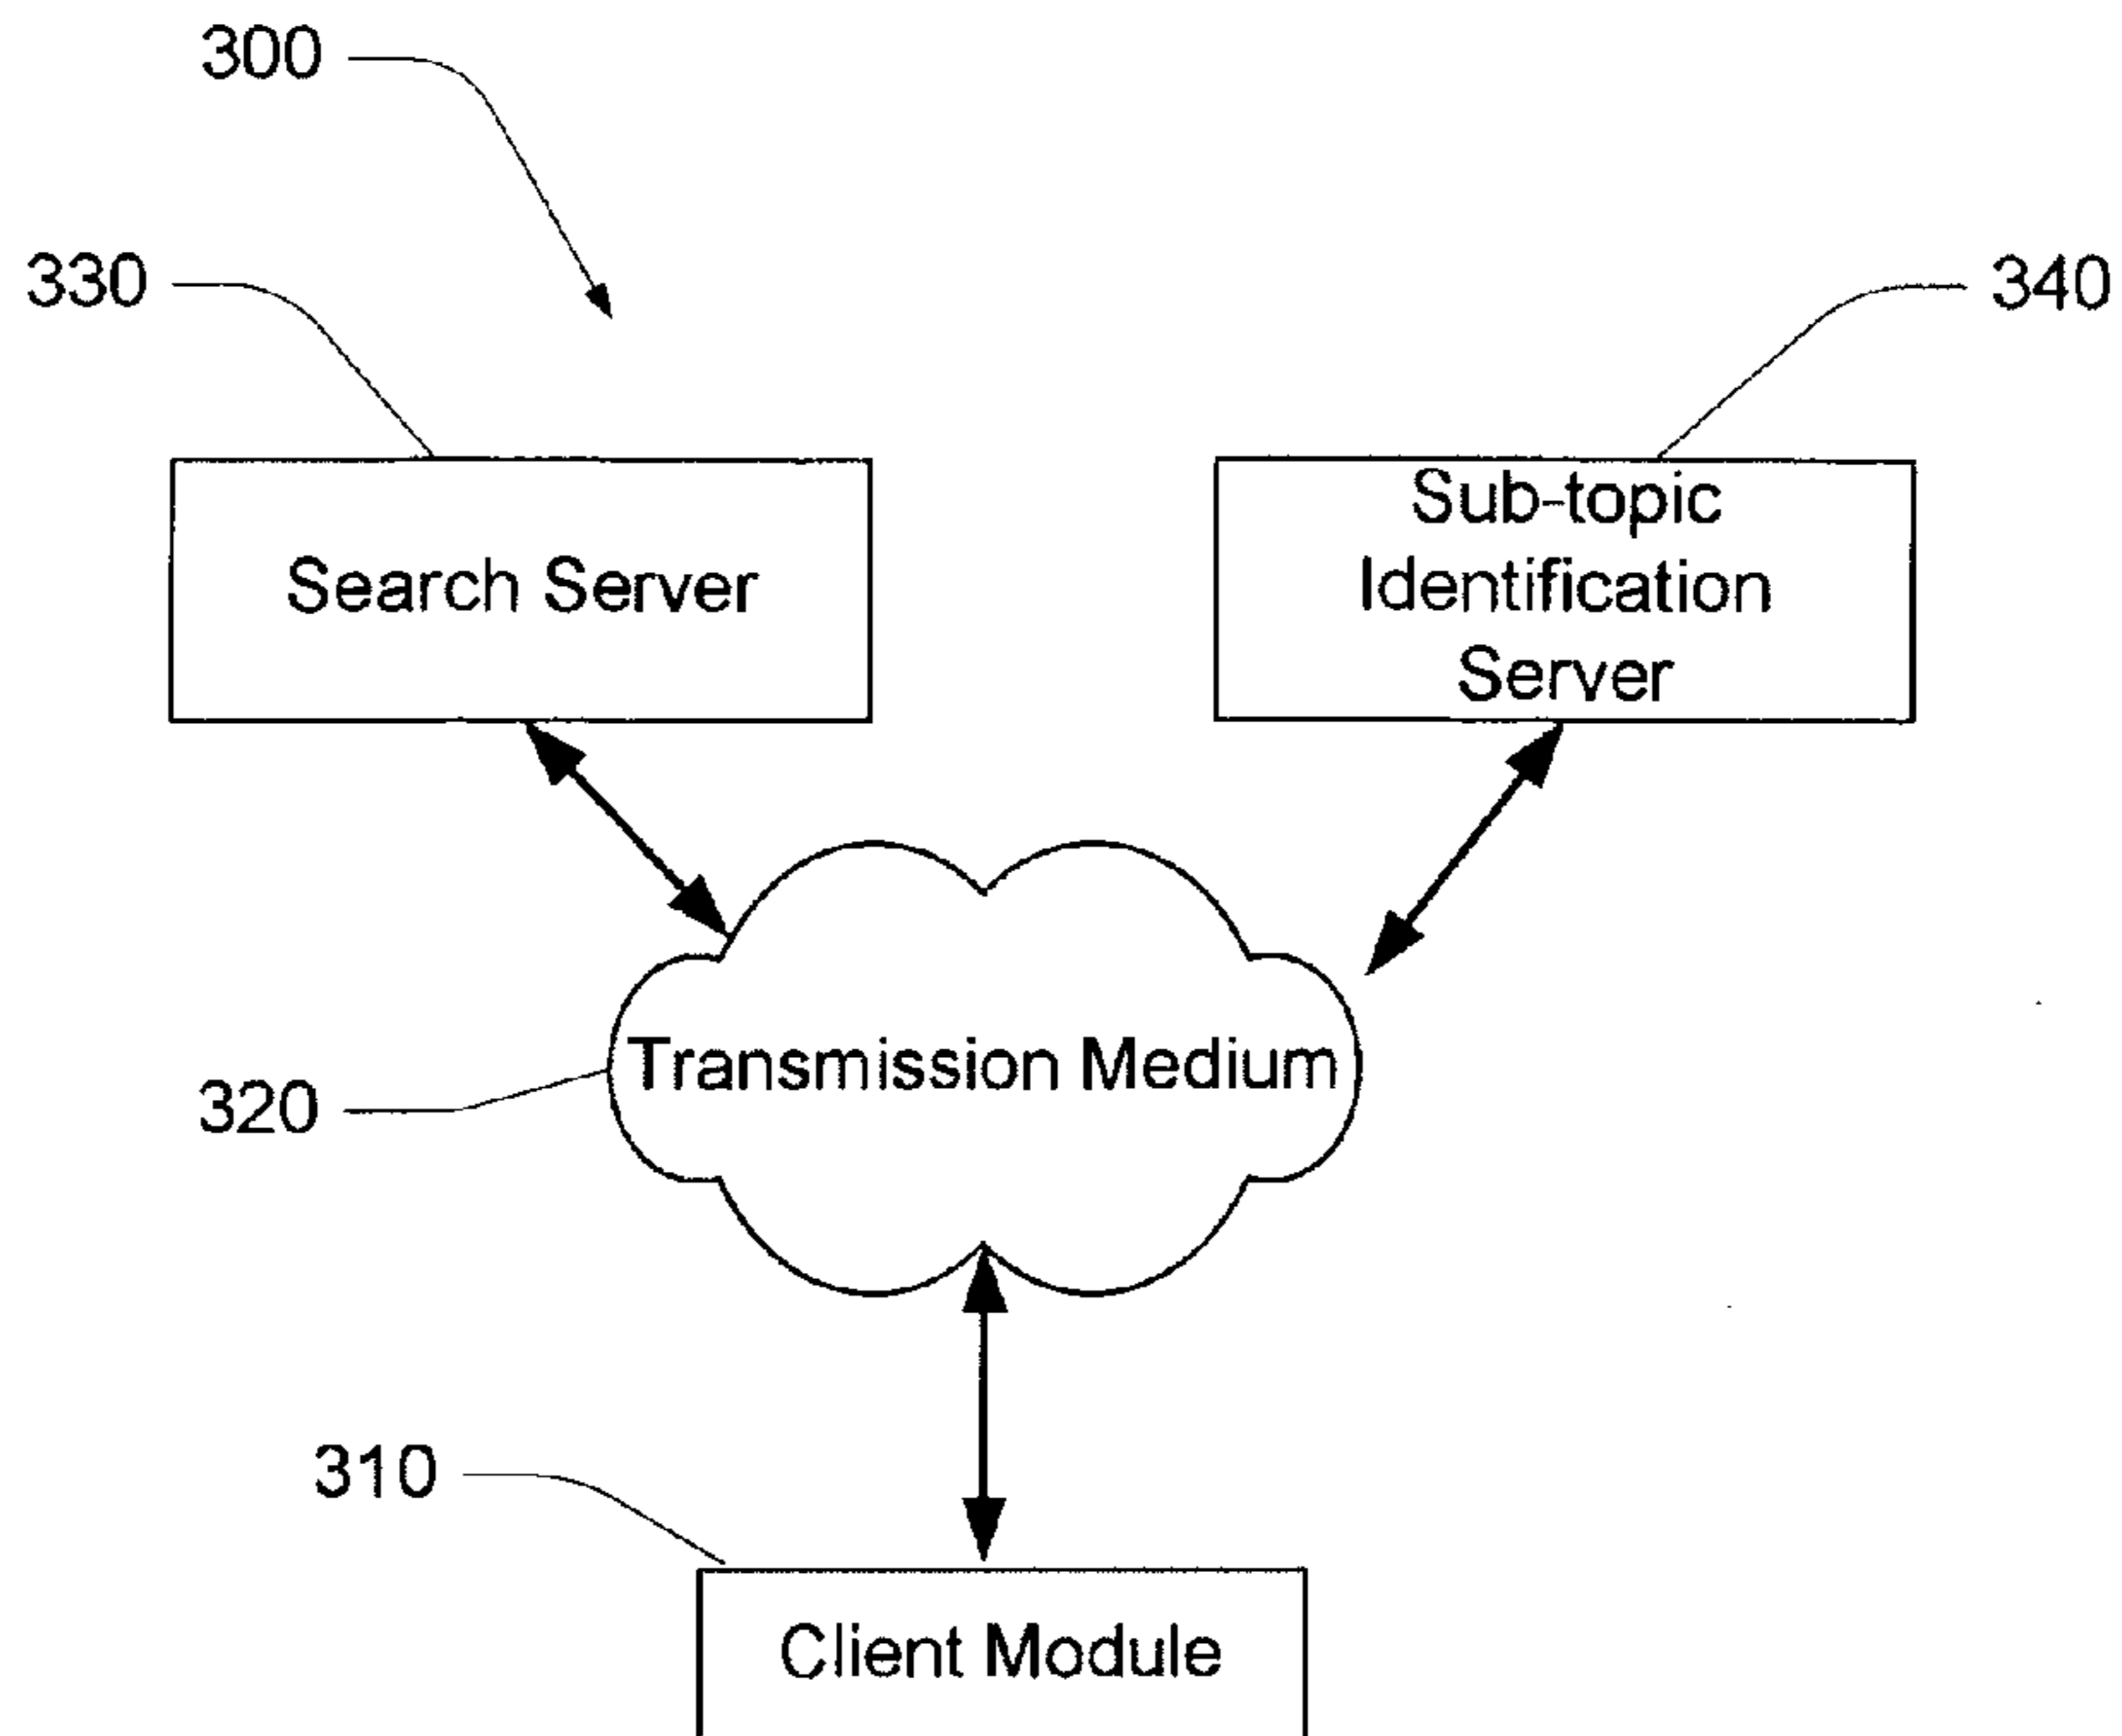 300
330
340
Search Server
Sub-topic
Identification
Server
Transmission Medium
320
310
Client Module